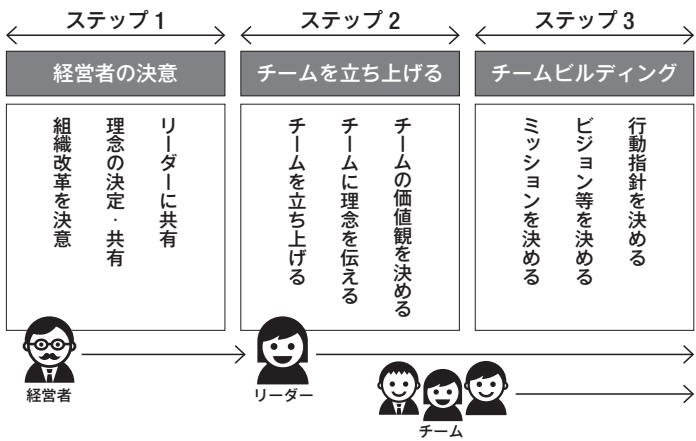 ステップ 1
ステップ 2
ステップ 3
経営者の決意
チームを立ち上げる
チームビルディング
組織改革を決意
理念の決定・共有
リーダーに共有
チームを立ち上げる
チームに理念を伝える
チームの価値観を決める
ミッションを決める
ビジョン等を決める
行動指針を決める
経営者
リーダー
チーム